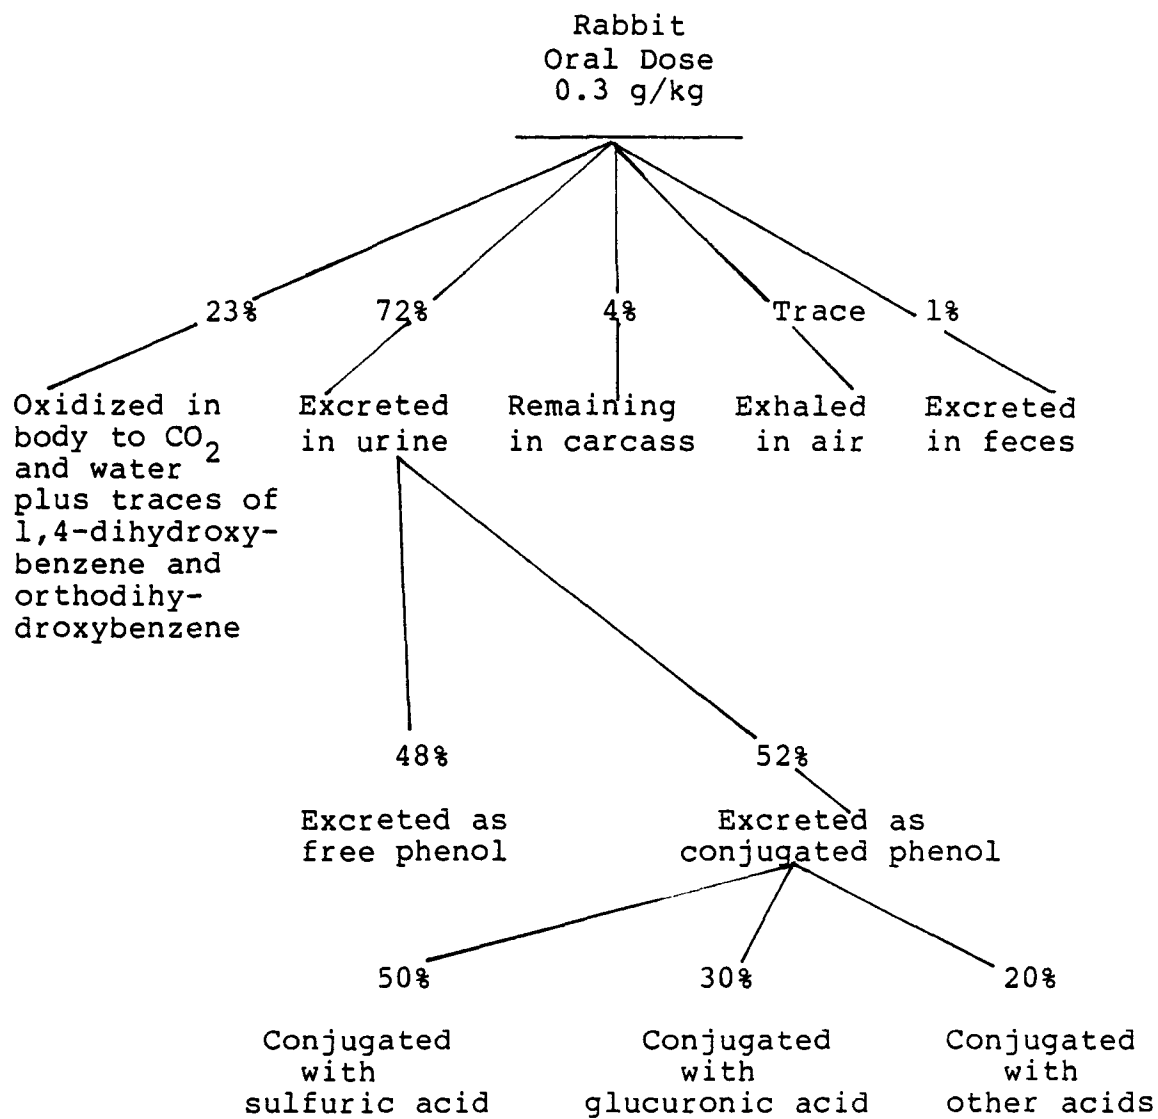 Rabbit
Oral Dose
0.3 g/kg
23%
72%
4%
Trace
1%
Oxidized in
body to CO2
and water
plus traces of
1,4-dihydroxy-
benzene and
orthodihy-
droxybenzene
Excreted
in urine
Remaining
in carcass
Exhaled
in air
Excreted
in feces
48%
52%
Excreted as
free phenol
Excreted as
conjugated phenol
50%
30%
20%
Conjugated
with
sulfuric acid
Conjugated
with
glucuronic acid
Conjugated
with
other acids